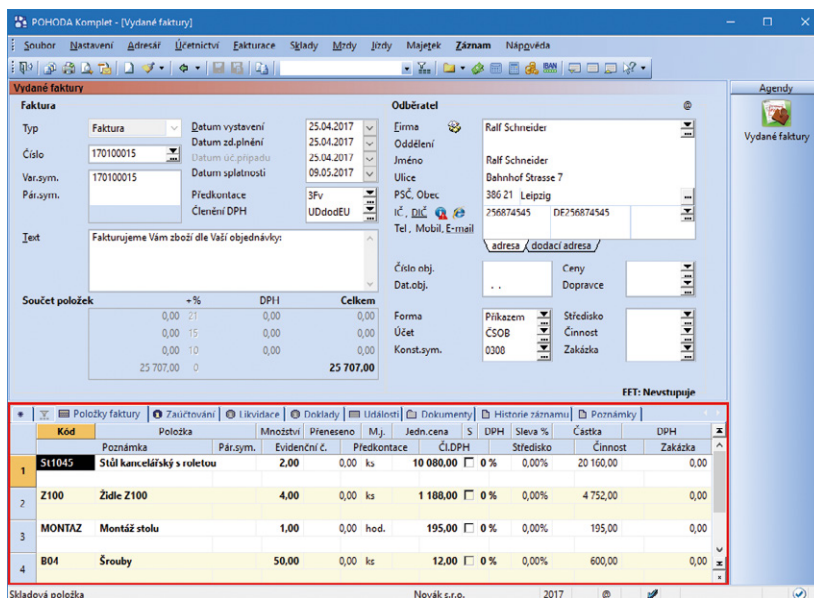 POHODA Komplet - [Vydané faktury]
Soubor Nastavení Adresář Účetnictví Fakturace Sklady Mzdy Jízdy Majetek Záznam Nápověda
Vydané faktury
Agendy
Vydané faktury
Faktura
Odběratel @
Typ Faktura Datum vystavení 25.04.2017
Datum zd.plnění 25.04.2017
Číslo 170100015 Datum úč.případu 25.04.2017
Var.sym. 170100015 Datum splatnosti 09.05.2017
Pár.sym. Předkontace 3Fv
Členění DPH UDdodEU
Text Fakturujeme Vám zboží dle Vaší objednávky:
Firma Ralf Schneider
Oddělení
Jméno Ralf Schneider
Ulice Bahnhof Strasse 7
PSČ, Obec 386 21 Leipzig
IČ, DIČ 256874545 DE256874545
Tel , Mobil, E-mail
adresa dodací adresa
Číslo obj. Ceny
Dat.obj. . . Dopravce
Součet položek +% DPH Celkem
0,00 21 0,00 0,00
0,00 15 0,00 0,00
0,00 10 0,00 0,00
25 707,00 0 25 707,00
Forma Příkazem Středisko
Účet ČSOB Činnost
Konst.sym. 0308 Zakázka
EET: Nevstupuje
Položky faktury Zaúčtování Likvidace Doklady Události Dokumenty Historie záznamu Poznámky
Kód Položka Množství Přeneseno M.j. Jedn.cena S DPH Sleva % Částka DPH
Poznámka Pár.sym. Evidenční č. Předkontace Čl.DPH Středisko Činnost Zakázka
1 St1045 Stůl kancelářský s roletou 2,00 0,00 ks 10 080,00 0 % 0,00% 20 160,00 0,00
2 Z100 Židle Z100 4,00 0,00 ks 1 188,00 0 % 0,00% 4 752,00 0,00
3 MONTAZ Montáž stolu 1,00 0,00 hod. 195,00 0 % 0,00% 195,00 0,00
4 B04 Šrouby 50,00 0,00 ks 12,00 0 % 0,00% 600,00 0,00
Skladová položka Novák s.r.o. 2017 @